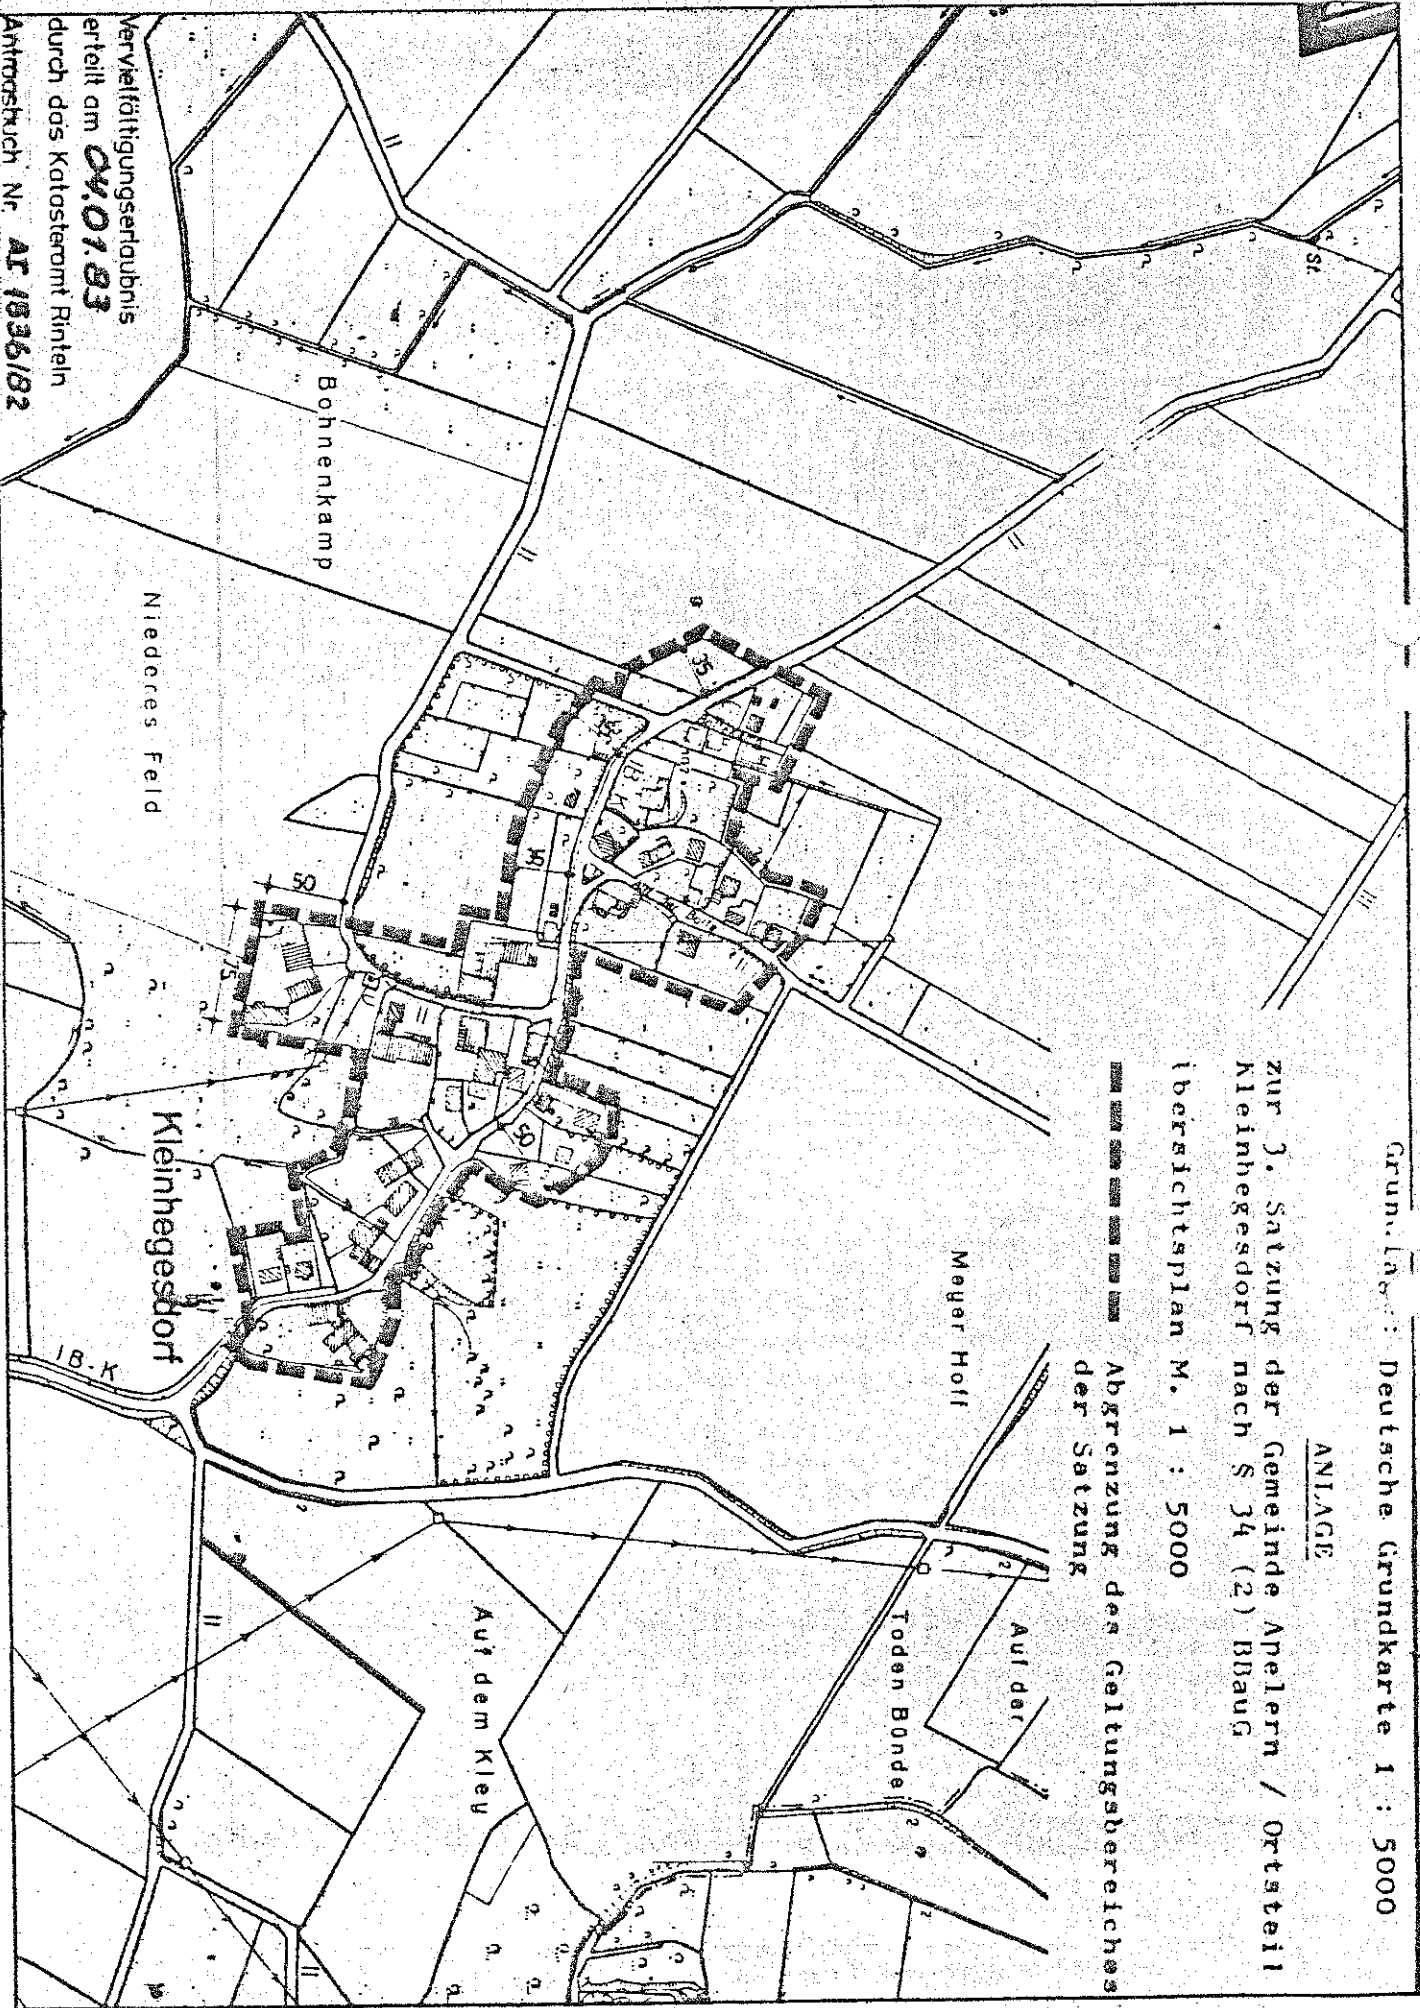 Deutsche Grundkarte 1 : 5000
ANLAGE
zur 3. Satzung der Gemeinde Apelern / Ortsteil
Kleinhegesdorf nach § 34 (2) BBauG
M. 1 : 5000
Abgrenzung des Geltungsbereiches
der Satzung
St.
Meyer Hoff
Auf der
Toden Bünde
Auf dem Kley
Bohnenkamp
Niederes Feld
Kleinhegesdorf
IB-K
35
50
75
50
Vervielfältigungserlaubnis
erteilt am 04.01.83
durch das Katasteramt Rinteln
Antragsbuch Nr. AI 1836/82